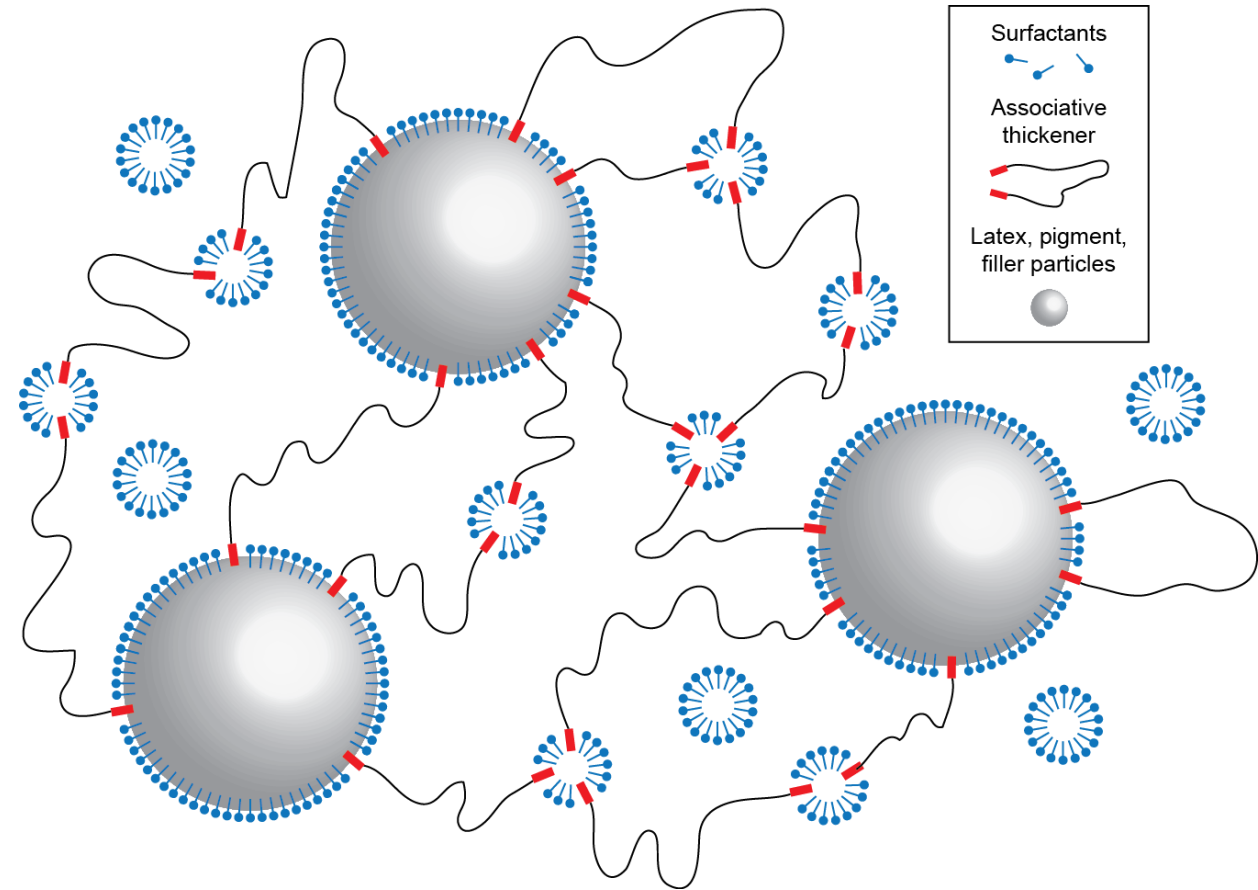 Surfactants
Associative
thickener
Latex, pigment,
filler particles